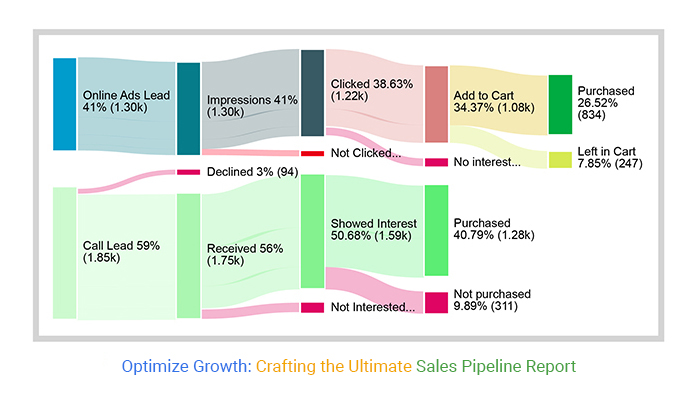 Online Ads Lead
41% (1.30k)
Impressions 41%
(1.30k)
Clicked 38.63%
(1.22k)
Add to Cart
34.37% (1.08k)
Purchased
26.52%
(834)
Not Clicked...
No interest...
Left in Cart
7.85% (247)
Declined 3% (94)
Call Lead 59%
(1.85k)
Received 56%
(1.75k)
Showed Interest
50.68% (1.59k)
Purchased
40.79% (1.28k)
Not Interested...
Not purchased
9.89% (311)
Optimize Growth: Crafting the Ultimate Sales Pipeline Report